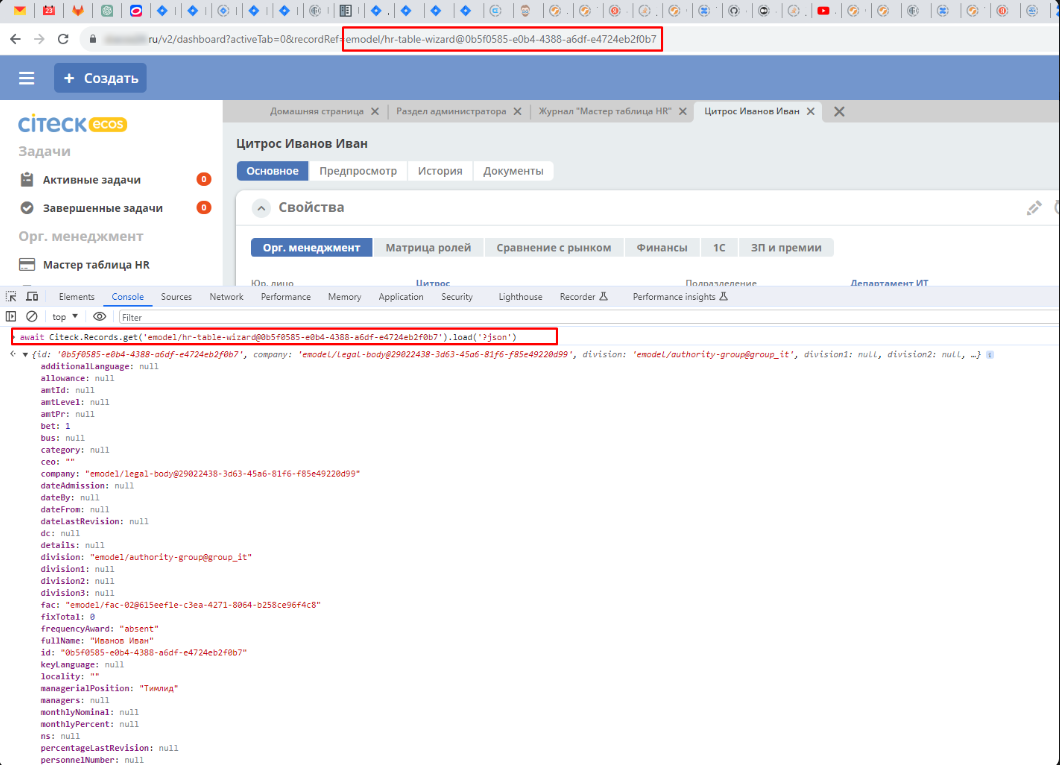 ru/v2/dashboard?activeTab=0&recordRef=emodel/hr-table-wizard@0b5f0585-e0b4-4388-a6df-e4724eb2f0b7
+ Создать
Домашняя страница Раздел администратора Журнал "Мастер таблица HR" Цитрос Иванов Иван
CiTECK ecos
Задачи
Активные задачи 0
Завершенные задачи 0
Орг. менеджмент
Мастер таблица HR
Цитрос Иванов Иван
Основное Предпросмотр История Документы
Свойства
Орг. менеджмент Матрица ролей Сравнение с рынком Финансы 1С ЗП и премии
Юр. лицо Цитрос Подразделение Департамент ИТ
Elements Console Sources Network Performance Memory Application Security Lighthouse Recorder Performance insights
top Filter
await Citeck.Records.get('emodel/hr-table-wizard@0b5f0585-e0b4-4388-a6df-e4724eb2f0b7').load('?json')
{id: '0b5f0585-e0b4-4388-a6df-e4724eb2f0b7', company: 'emodel/legal-body@29022438-3d63-45a6-81f6-f85e49220d99', division: 'emodel/authority-group@group_it', division1: null, division2: null, …}
additionalLanguage: null
allowance: null
amtId: null
amtLevel: null
amtPr: null
bet: 1
bus: null
category: null
ceo: ""
company: "emodel/legal-body@29022438-3d63-45a6-81f6-f85e49220d99"
dateAdmission: null
dateBy: null
dateFrom: null
dateLastRevision: null
dc: null
details: null
division: "emodel/authority-group@group_it"
division1: null
division2: null
division3: null
fac: "emodel/fac-02@615eef1e-c3ea-4271-8064-b258ce96f4c8"
fixTotal: 0
frequencyAward: "absent"
fullName: "Иванов Иван"
id: "0b5f0585-e0b4-4388-a6df-e4724eb2f0b7"
keyLanguage: null
locality: ""
managerialPosition: "Тимлид"
managers: null
monthlyNominal: null
monthlyPercent: null
ns: null
percentageLastRevision: null
personnelNumber: null